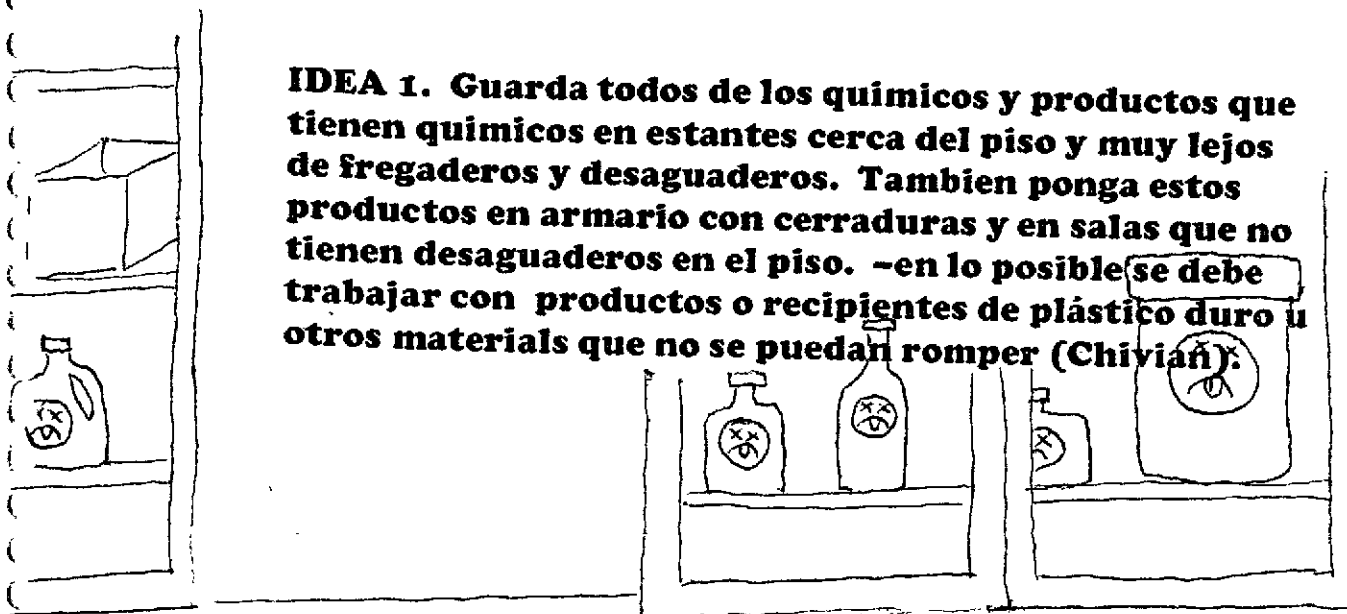 IDEA 1. Guarda todos de los quimicos y productos que
tienen quimicos en estantes cerca del piso y muy lejos
de fregaderos y desaguaderos. Tambien ponga estos
productos en armario con cerraduras y en salas que no
tienen desaguaderos en el piso. -en lo posible se debe
trabajar con productos o recipientes de plástico duro u
otros materials que no se puedan romper (Chivian).